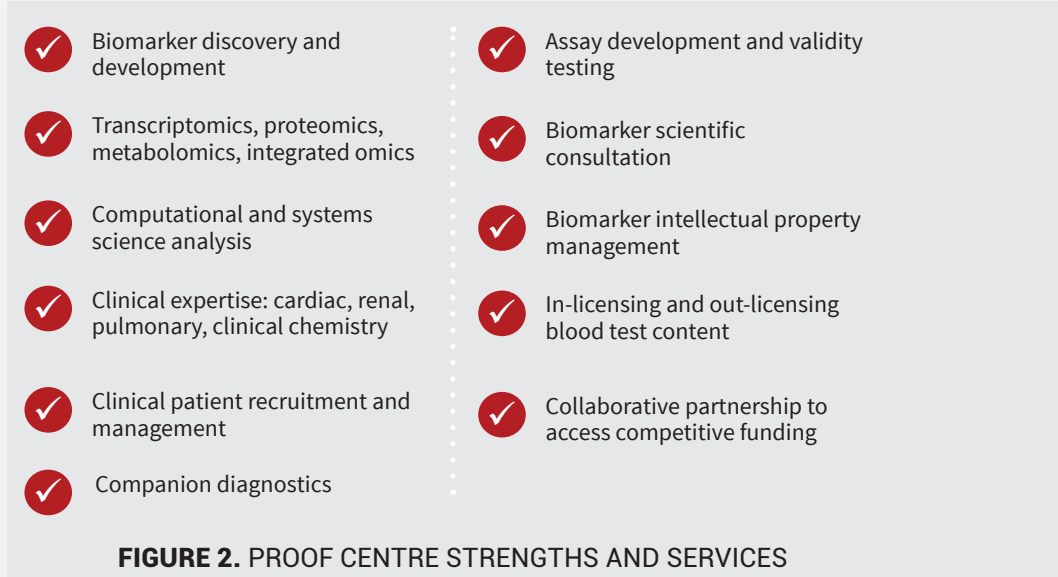 Biomarker discovery and
development
Transcriptomics, proteomics,
metabolomics, integrated omics
Computational and systems
science analysis
Clinical expertise: cardiac, renal,
pulmonary, clinical chemistry
Clinical patient recruitment and
management
Companion diagnostics
Assay development and validity
testing
Biomarker scientific
consultation
Biomarker intellectual property
management
In-licensing and out-licensing
blood test content
Collaborative partnership to
access competitive funding
FIGURE 2. PROOF CENTRE STRENGTHS AND SERVICES